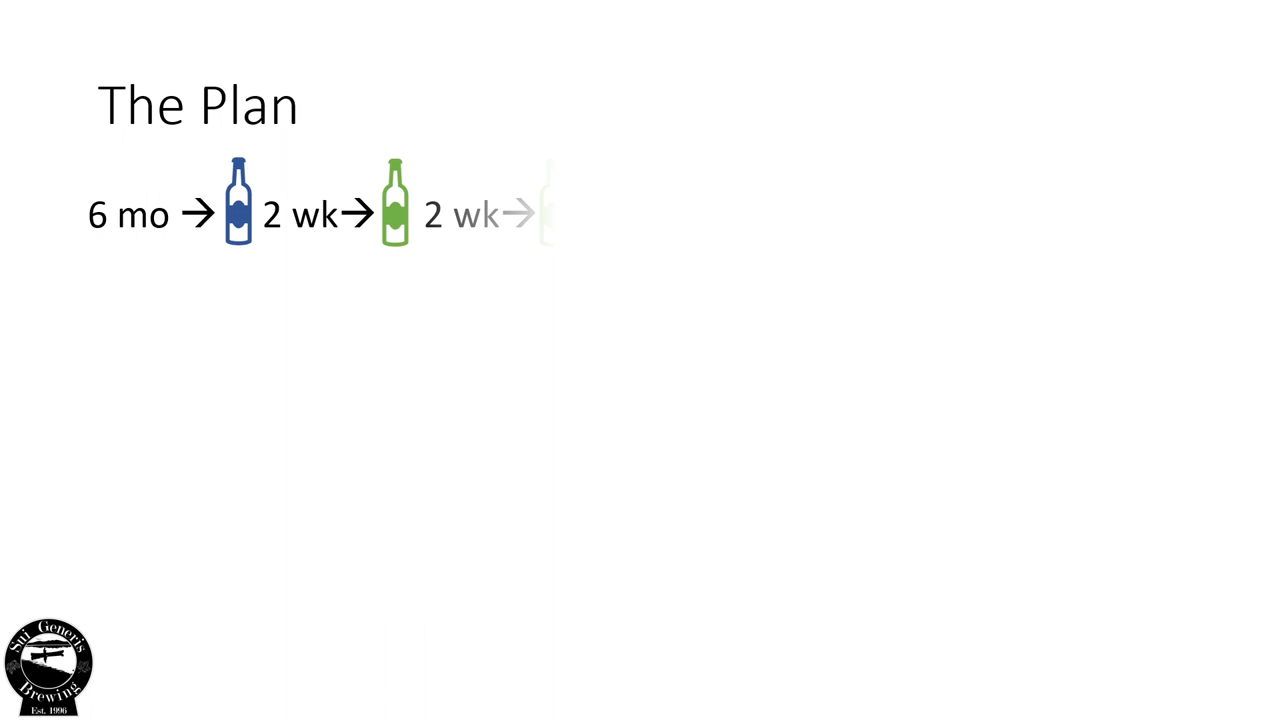 The Plan
6 mo → 2 wk→ 2 wk→
Sui Generis
Brewing
Est. 1996